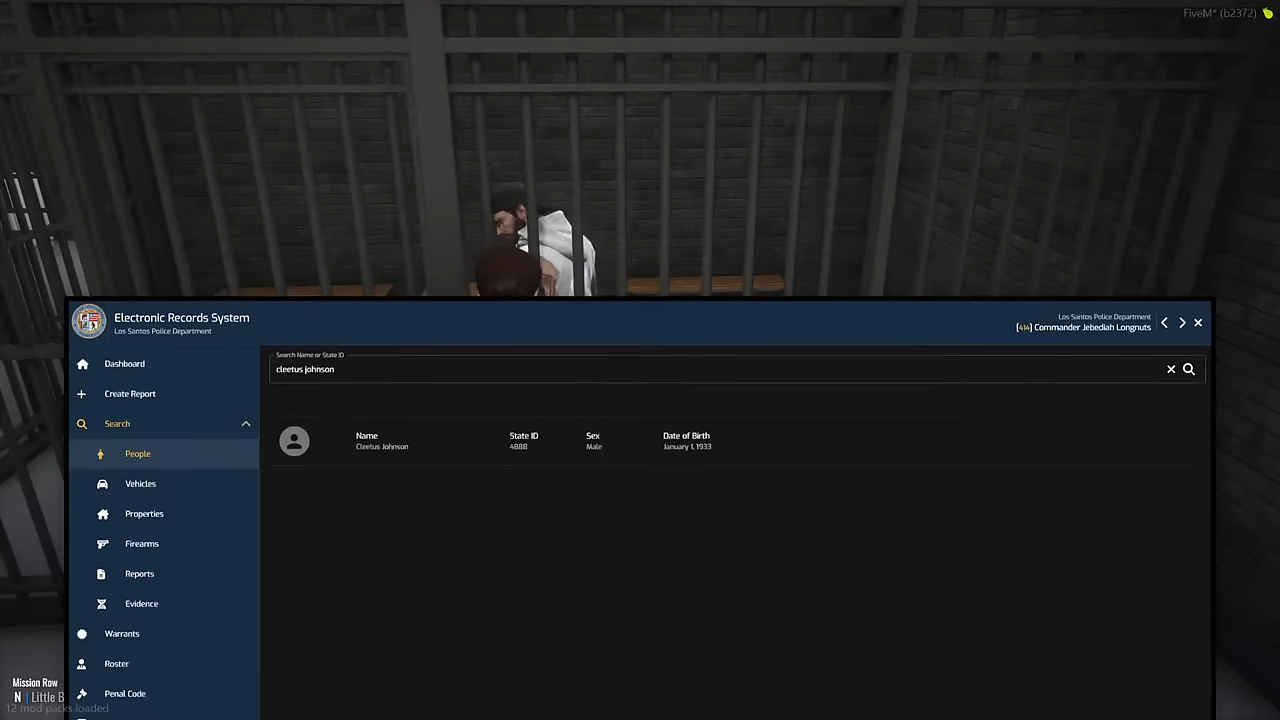 FiveM* (b2372)
Electronic Records System
Los Santos Police Department
Los Santos Police Department
[414] Commander Jebediah Longnuts
Dashboard
Create Report
Search
People
Vehicles
Properties
Firearms
Reports
Evidence
Warrants
Roster
Penal Code
Search Name or State ID
cleetus johnson
Name
Cleetus Johnson
State ID
4888
Sex
Male
Date of Birth
January 1, 1933
Mission Row
N | Little B
12 mod packs loaded